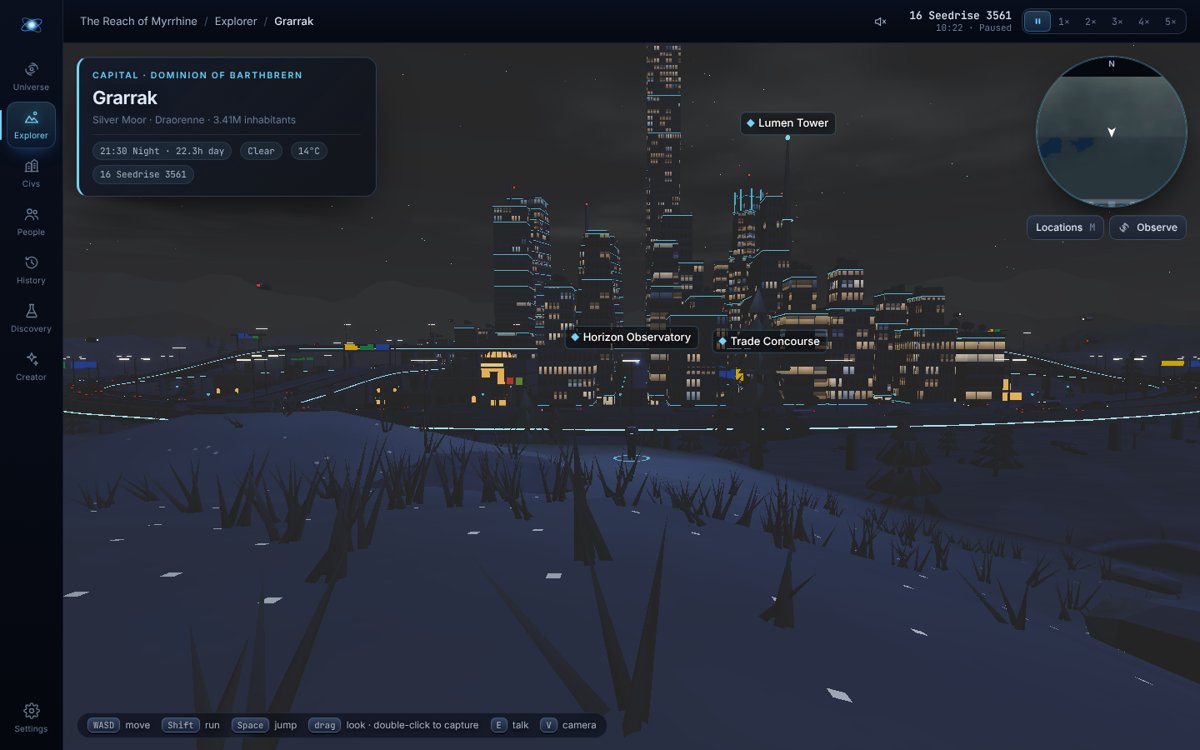 The Reach of Myrrhine / Explorer / Grarrak
16 Seedrise 3561
10:22 · Paused
1× 2× 3× 4× 5×
Universe
Explorer
Civs
People
History
Discovery
Creator
Settings
CAPITAL · DOMINION OF BARTHBRERN
Grarrak
Silver Moor · Draorenne · 3.41M inhabitants
21:30 Night · 22.3h day
Clear
14°C
16 Seedrise 3561
N
Locations M
Observe
Lumen Tower
Horizon Observatory
Trade Concourse
WASD move Shift run Space jump drag look · double-click to capture E talk V camera